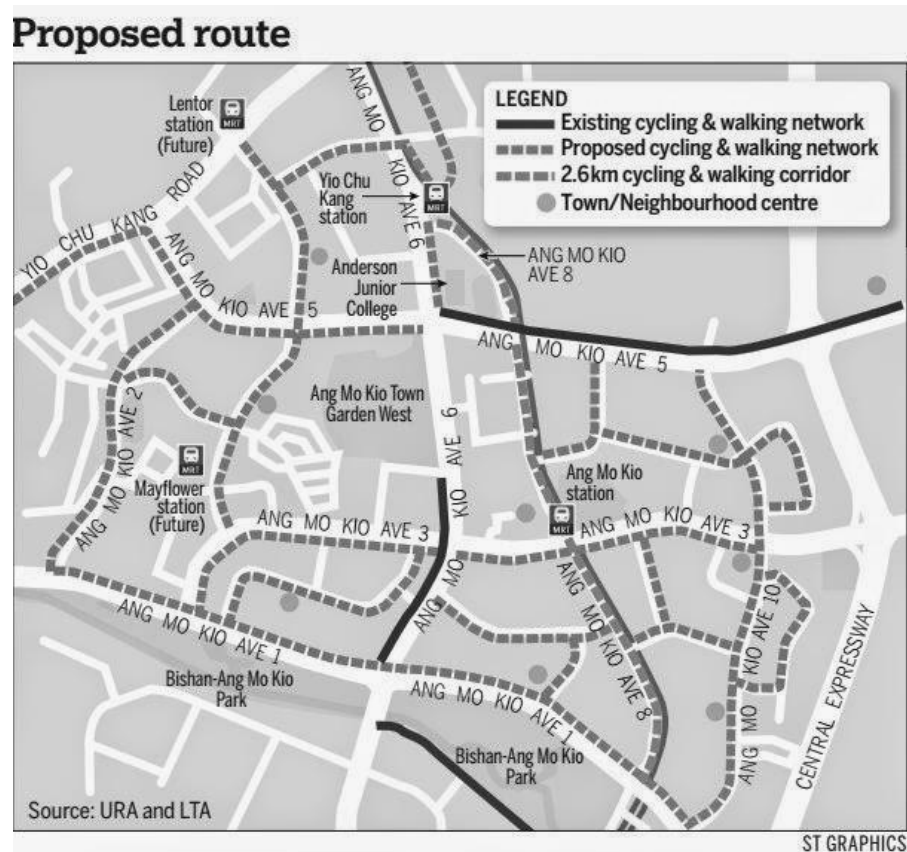 Proposed route
LEGEND
Existing cycling & walking network
Proposed cycling & walking network
2.6km cycling & walking corridor
Town/Neighbourhood centre
Lentor
station
(Future)
MRT
ANG MO
KIO AVE 6
Yio Chu
Kang
station
MRT
YIO CHU KANG ROAD
ANG MO KIO AVE 5
Anderson
Junior
College
ANG MO KIO
AVE 8
ANG MO KIO AVE 5
Ang Mo Kio Town
Garden West
ANG MO KIO AVE 2
MRT
Mayflower
station
(Future)
ANG MO
KIO
AVE 6
Ang Mo Kio
station
MRT
ANG MO KIO AVE 3
ANG MO KIO AVE 3
ANG MO KIO AVE 1
ANG MO KIO AVE 8
ANG MO
KIO AVE 10
CENTRAL EXPRESSWAY
Bishan-Ang Mo Kio
Park
ANG MO KIO AVE 1
Bishan-Ang Mo Kio
Park
Source: URA and LTA
ST GRAPHICS